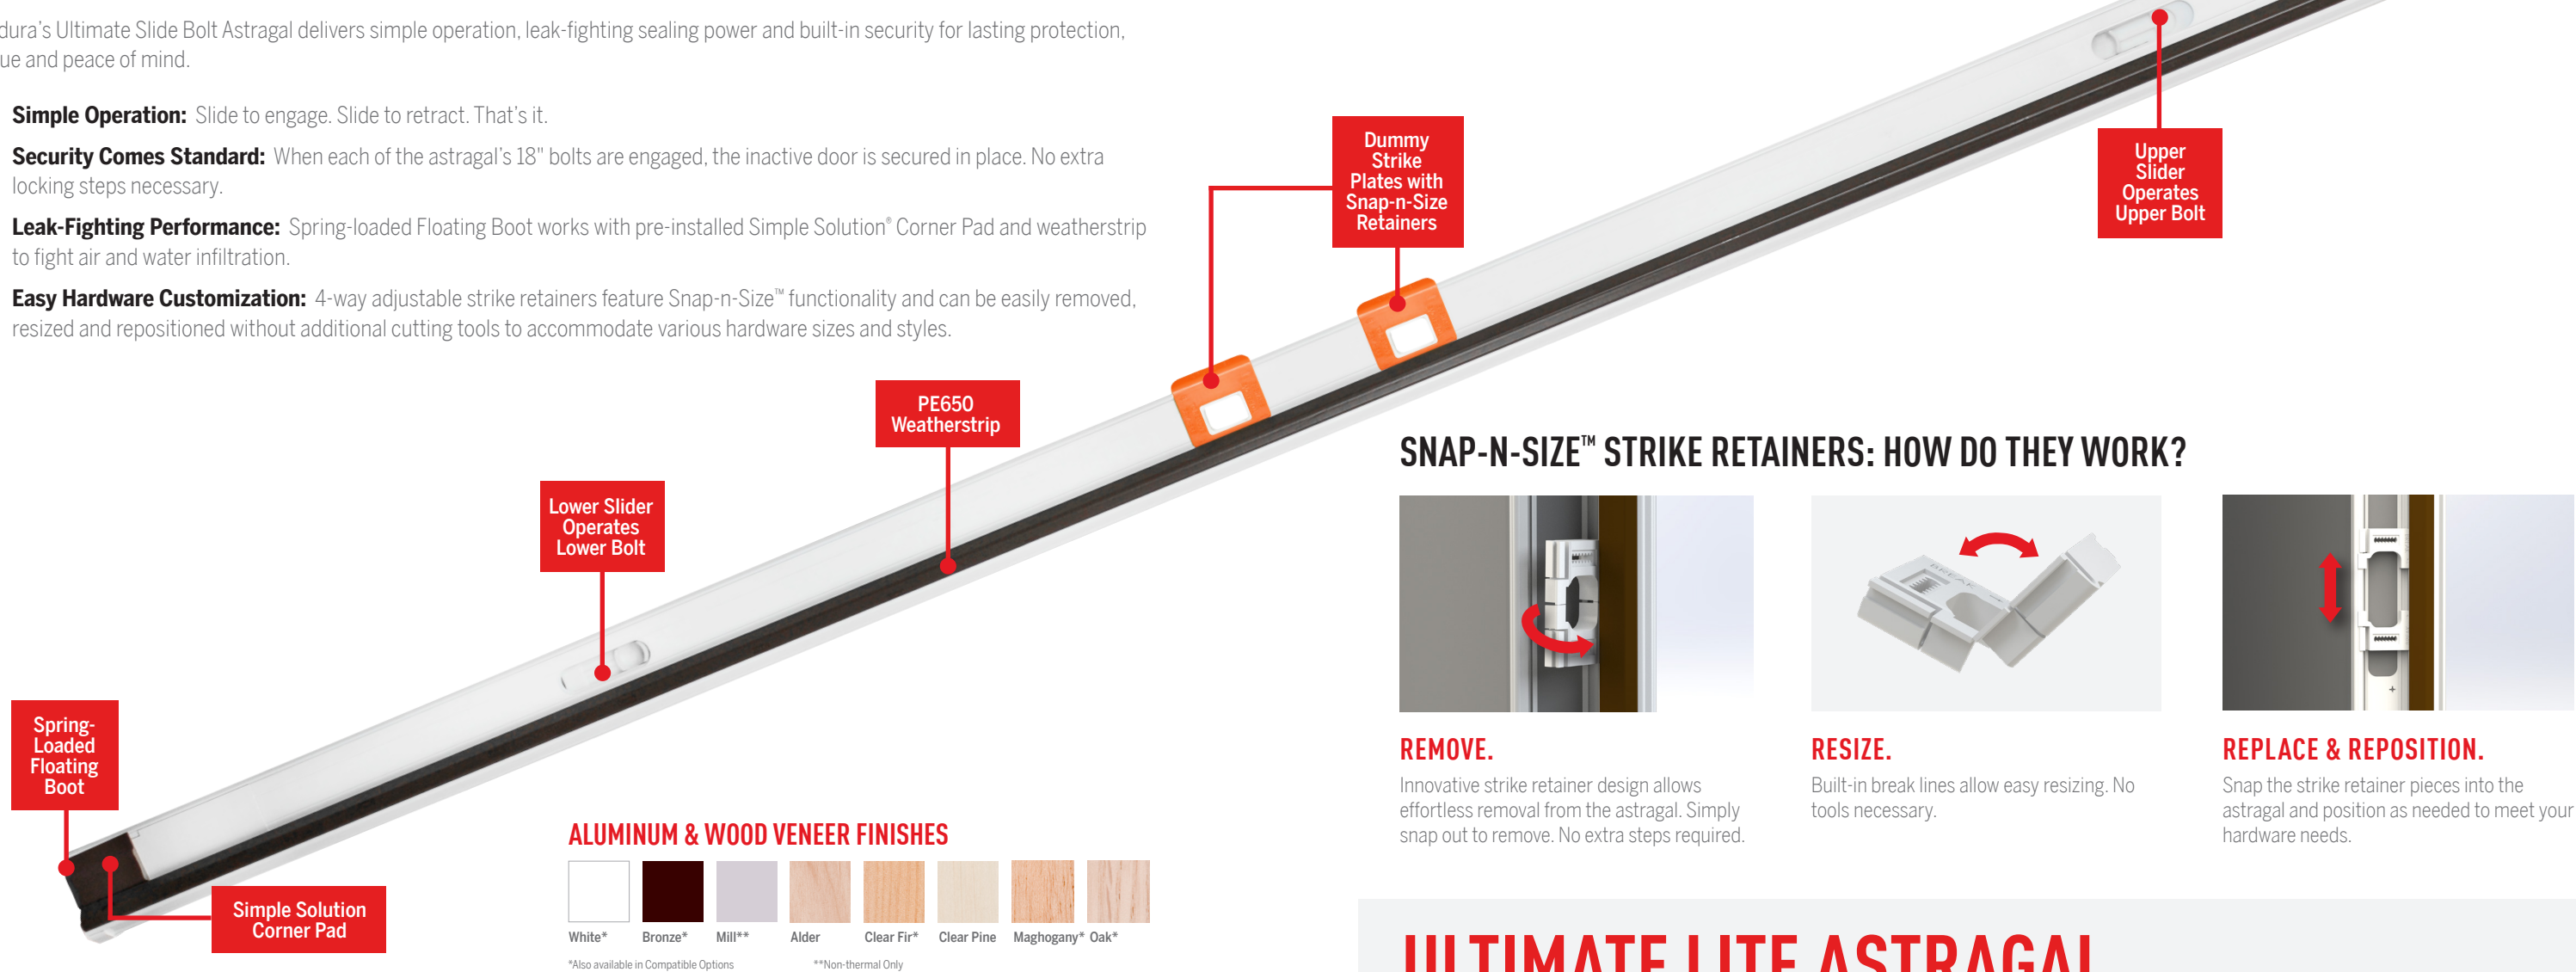 dura's Ultimate Slide Bolt Astragal delivers simple operation, leak-fighting sealing power and built-in security for lasting protection,
ue and peace of mind.
Simple Operation: Slide to engage. Slide to retract. That's it.
Security Comes Standard: When each of the astragal's 18" bolts are engaged, the inactive door is secured in place. No extra
locking steps necessary.
Leak-Fighting Performance: Spring-loaded Floating Boot works with pre-installed Simple Solution® Corner Pad and weatherstrip
to fight air and water infiltration.
Easy Hardware Customization: 4-way adjustable strike retainers feature Snap-n-Size™ functionality and can be easily removed,
resized and repositioned without additional cutting tools to accommodate various hardware sizes and styles.
Upper
Slider
Operates
Upper Bolt
Dummy
Strike
Plates with
Snap-n-Size
Retainers
PE650
Weatherstrip
Lower Slider
Operates
Lower Bolt
Spring-
Loaded
Floating
Boot
Simple Solution
Corner Pad
ALUMINUM & WOOD VENEER FINISHES
White* Bronze* Mill** Alder Clear Fir* Clear Pine Maghogany* Oak*
*Also available in Compatible Options **Non-thermal Only
SNAP-N-SIZE™ STRIKE RETAINERS: HOW DO THEY WORK?
BREAK
REMOVE.
Innovative strike retainer design allows
effortless removal from the astragal. Simply
snap out to remove. No extra steps required.
RESIZE.
Built-in break lines allow easy resizing. No
tools necessary.
REPLACE & REPOSITION.
Snap the strike retainer pieces into the
astragal and position as needed to meet your
hardware needs.
ULTIMATE LITE ASTRAGAL